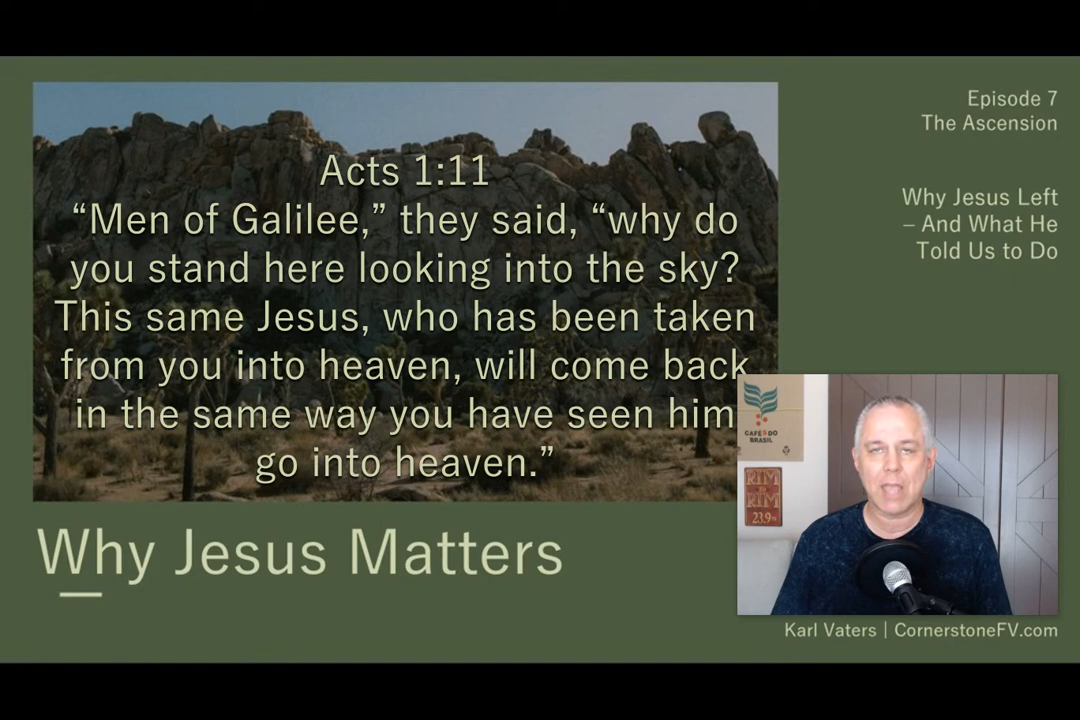 Acts 1:11
“Men of Galilee,” they said, “why do
you stand here looking into the sky?
This same Jesus, who has been taken
from you into heaven, will come back
in the same way you have seen him
go into heaven.”
Episode 7
The Ascension
Why Jesus Left
– And What He
Told Us to Do
CAFÉ DO
BRASIL
RIM
RIM
23.9
Why Jesus Matters
Karl Vaters | CornerstoneFV.com